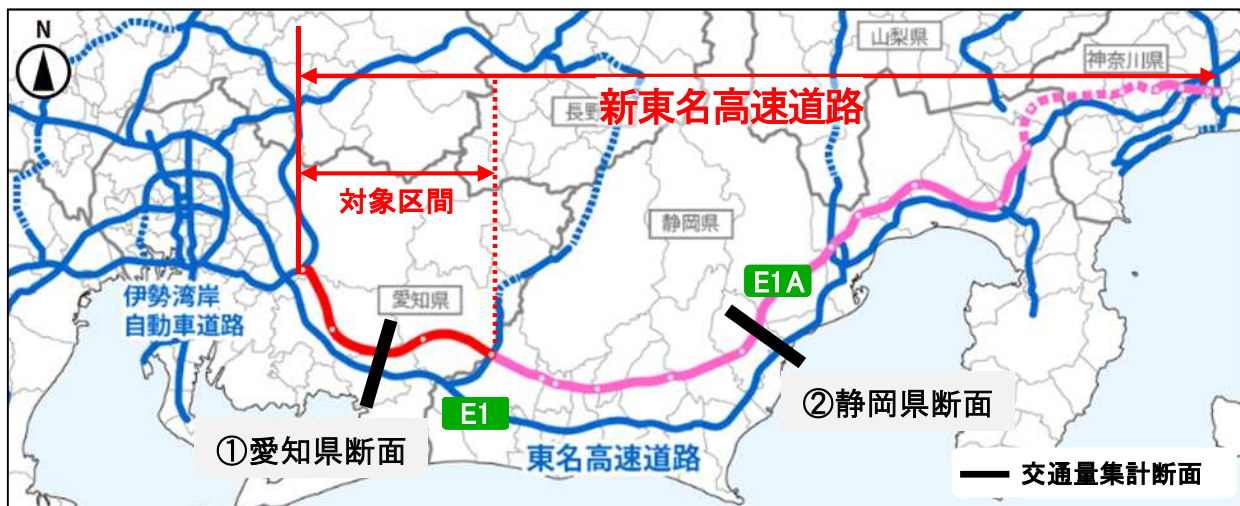 N
山梨県
神奈川県
新東名高速道路
長野
対象区間
静岡県
E1A
愛知県
伊勢湾岸
自動車道路
②静岡県断面
E1
①愛知県断面
東名高速道路
交通量集計断面